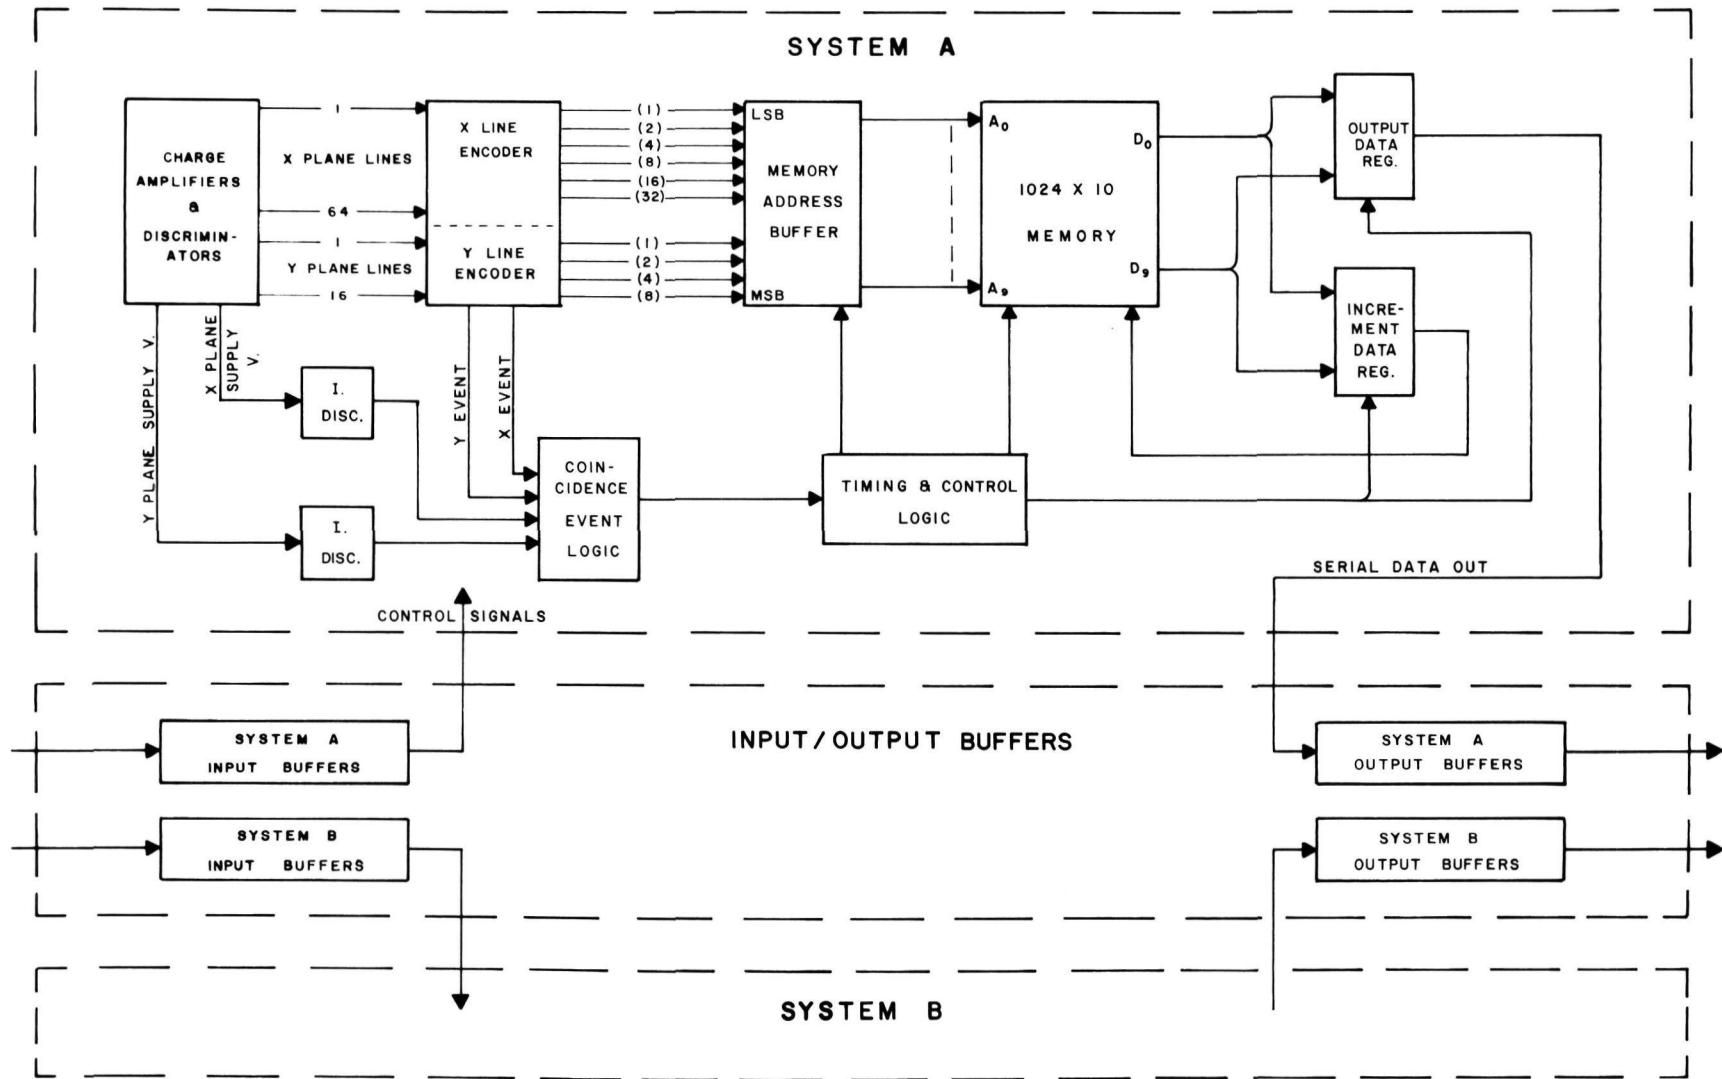 SYSTEM A
CHARGE
AMPLIFIERS
&
DISCRIMIN-
ATORS
1
X PLANE LINES
64
1
Y PLANE LINES
16
X LINE
ENCODER
Y LINE
ENCODER
(1)
(2)
(4)
(8)
(16)
(32)
(1)
(2)
(4)
(8)
LSB
MEMORY
ADDRESS
BUFFER
MSB
A0
D0
1024 X 10
MEMORY
D9
A9
OUTPUT
DATA
REG.
INCRE-
MENT
DATA
REG.
Y PLANE SUPPLY V.
X PLANE
SUPPLY
V.
I.
DISC.
I.
DISC.
Y EVENT
X EVENT
COIN-
CIDENCE
EVENT
LOGIC
TIMING & CONTROL
LOGIC
SERIAL DATA OUT
CONTROL SIGNALS
INPUT/OUTPUT BUFFERS
SYSTEM A
INPUT BUFFERS
SYSTEM A
OUTPUT BUFFERS
SYSTEM B
INPUT BUFFERS
SYSTEM B
OUTPUT BUFFERS
SYSTEM B